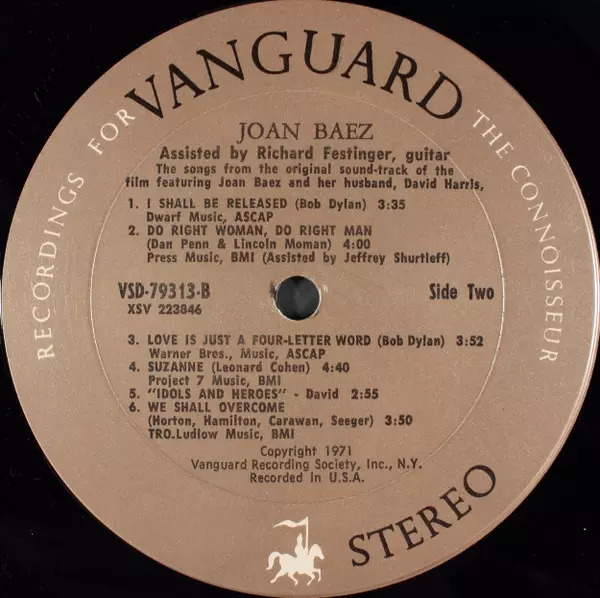 RECORDINGS FOR VANGUARD THE CONNOISSEUR
JOAN BAEZ
Assisted by Richard Festinger, guitar
The songs from the original sound-track of the
film featuring Joan Baez and her husband, David Harris,
1. I SHALL BE RELEASED (Bob Dylan) 3:35
Dwarf Music, ASCAP
2. DO RIGHT WOMAN, DO RIGHT MAN
(Dan Penn & Lincoln Moman) 4:00
Press Music, BMI (Assisted by Jeffrey Shurtleff)
VSD-79313-B Side Two
XSV 223846
3. LOVE IS JUST A FOUR-LETTER WORD (Bob Dylan) 3:52
Warner Bros., Music, ASCAP
4. SUZANNE (Leonard Cohen) 4:40
Project 7 Music, BMI
5. "IDOLS AND HEROES" - David 2:55
6. WE SHALL OVERCOME
(Horton, Hamilton, Carawan, Seeger) 3:50
TRO.Ludlow Music, BMI
Copyright 1971
Vanguard Recording Society, Inc., N.Y.
Recorded in U.S.A.
STEREO